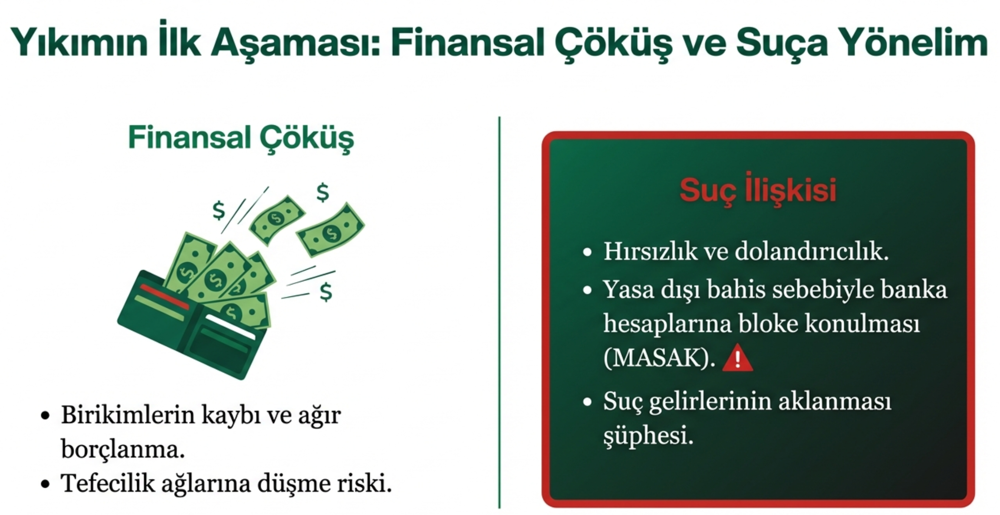 Yıkımın İlk Aşaması: Finansal Çöküş ve Suça Yönelim
Finansal Çöküş
$
$
$
• Birikimlerin kaybı ve ağır
borçlanma.
• Tefecilik ağlarına düşme riski.
Suç İlişkisi
• Hırsızlık ve dolandırıcılık.
• Yasa dışı bahis sebebiyle banka
hesaplarına bloke konulması
(MASAK). ⚠
• Suç gelirlerinin aklanması
şüphesi.